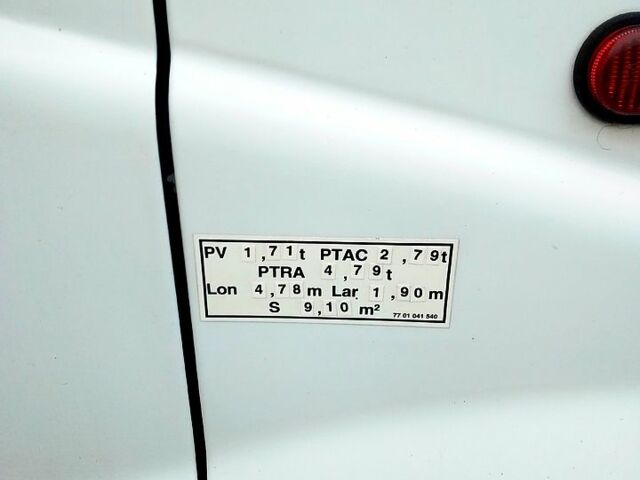 PV 1,71t PTAC 2,79t
PTRA 4,79t
Lon 4,78m Lar 1,90m
S 9,10 m²
77 01 041 540